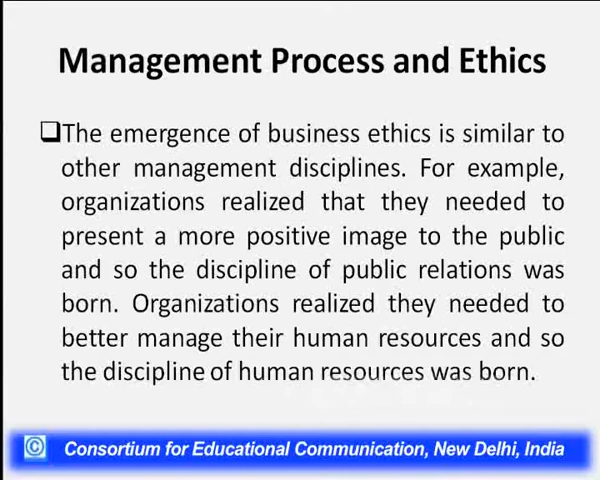 Management Process and Ethics
❑The emergence of business ethics is similar to
other management disciplines. For example,
organizations realized that they needed to
present a more positive image to the public
and so the discipline of public relations was
born. Organizations realized they needed to
better manage their human resources and so
the discipline of human resources was born.
© Consortium for Educational Communication, New Delhi, India